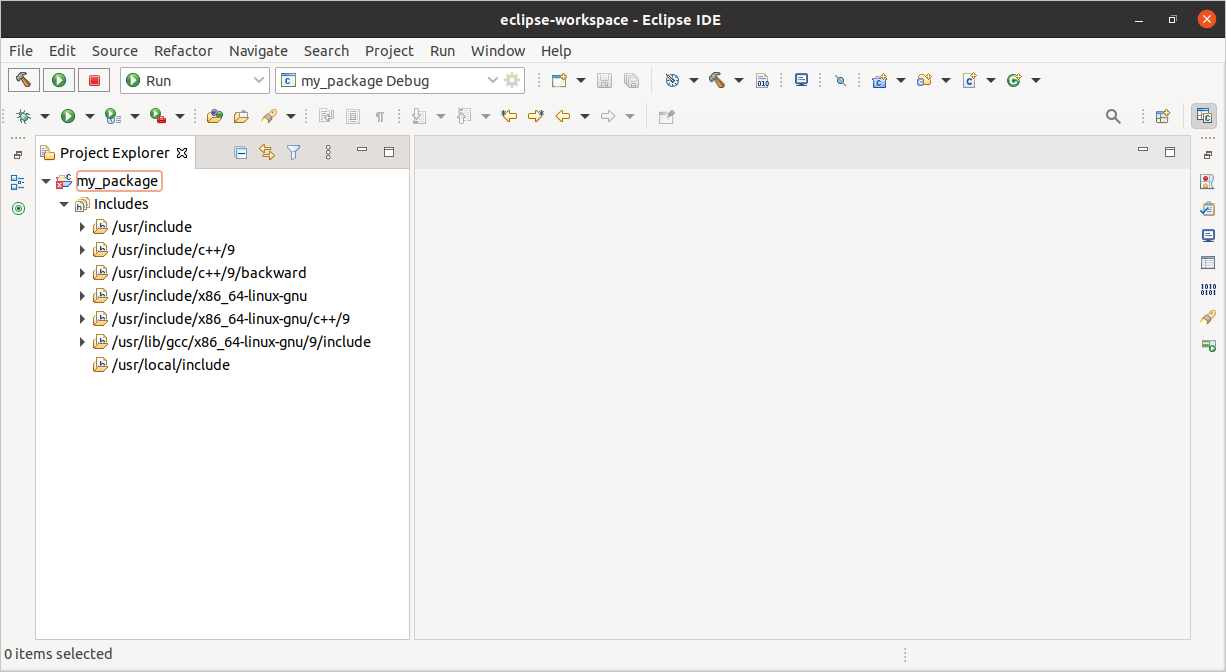 eclipse-workspace - Eclipse IDE
File Edit Source Refactor Navigate Search Project Run Window Help
Run my_package Debug
Project Explorer
my_package
Includes
/usr/include
/usr/include/c++/9
/usr/include/c++/9/backward
/usr/include/x86_64-linux-gnu
/usr/include/x86_64-linux-gnu/c++/9
/usr/lib/gcc/x86_64-linux-gnu/9/include
/usr/local/include
0 items selected